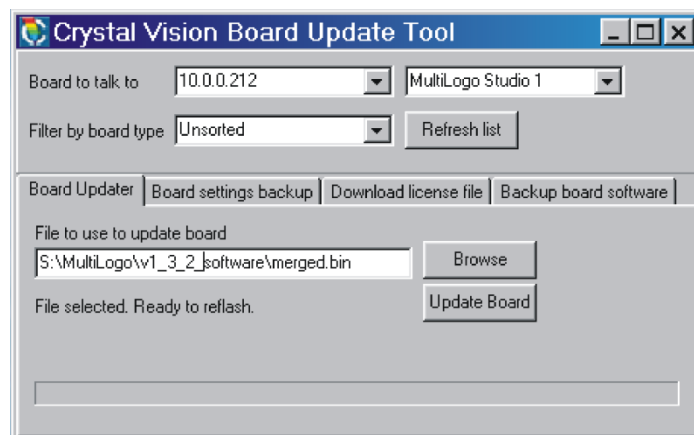 Crystal Vision Board Update Tool
Board to talk to 10.0.0.212 MultiLogo Studio 1
Filter by board type Unsorted Refresh list
Board Updater Board settings backup Download license file Backup board software
File to use to update board
S:\MultiLogo\v1_3_2_software\merged.bin Browse
File selected. Ready to reflash. Update Board